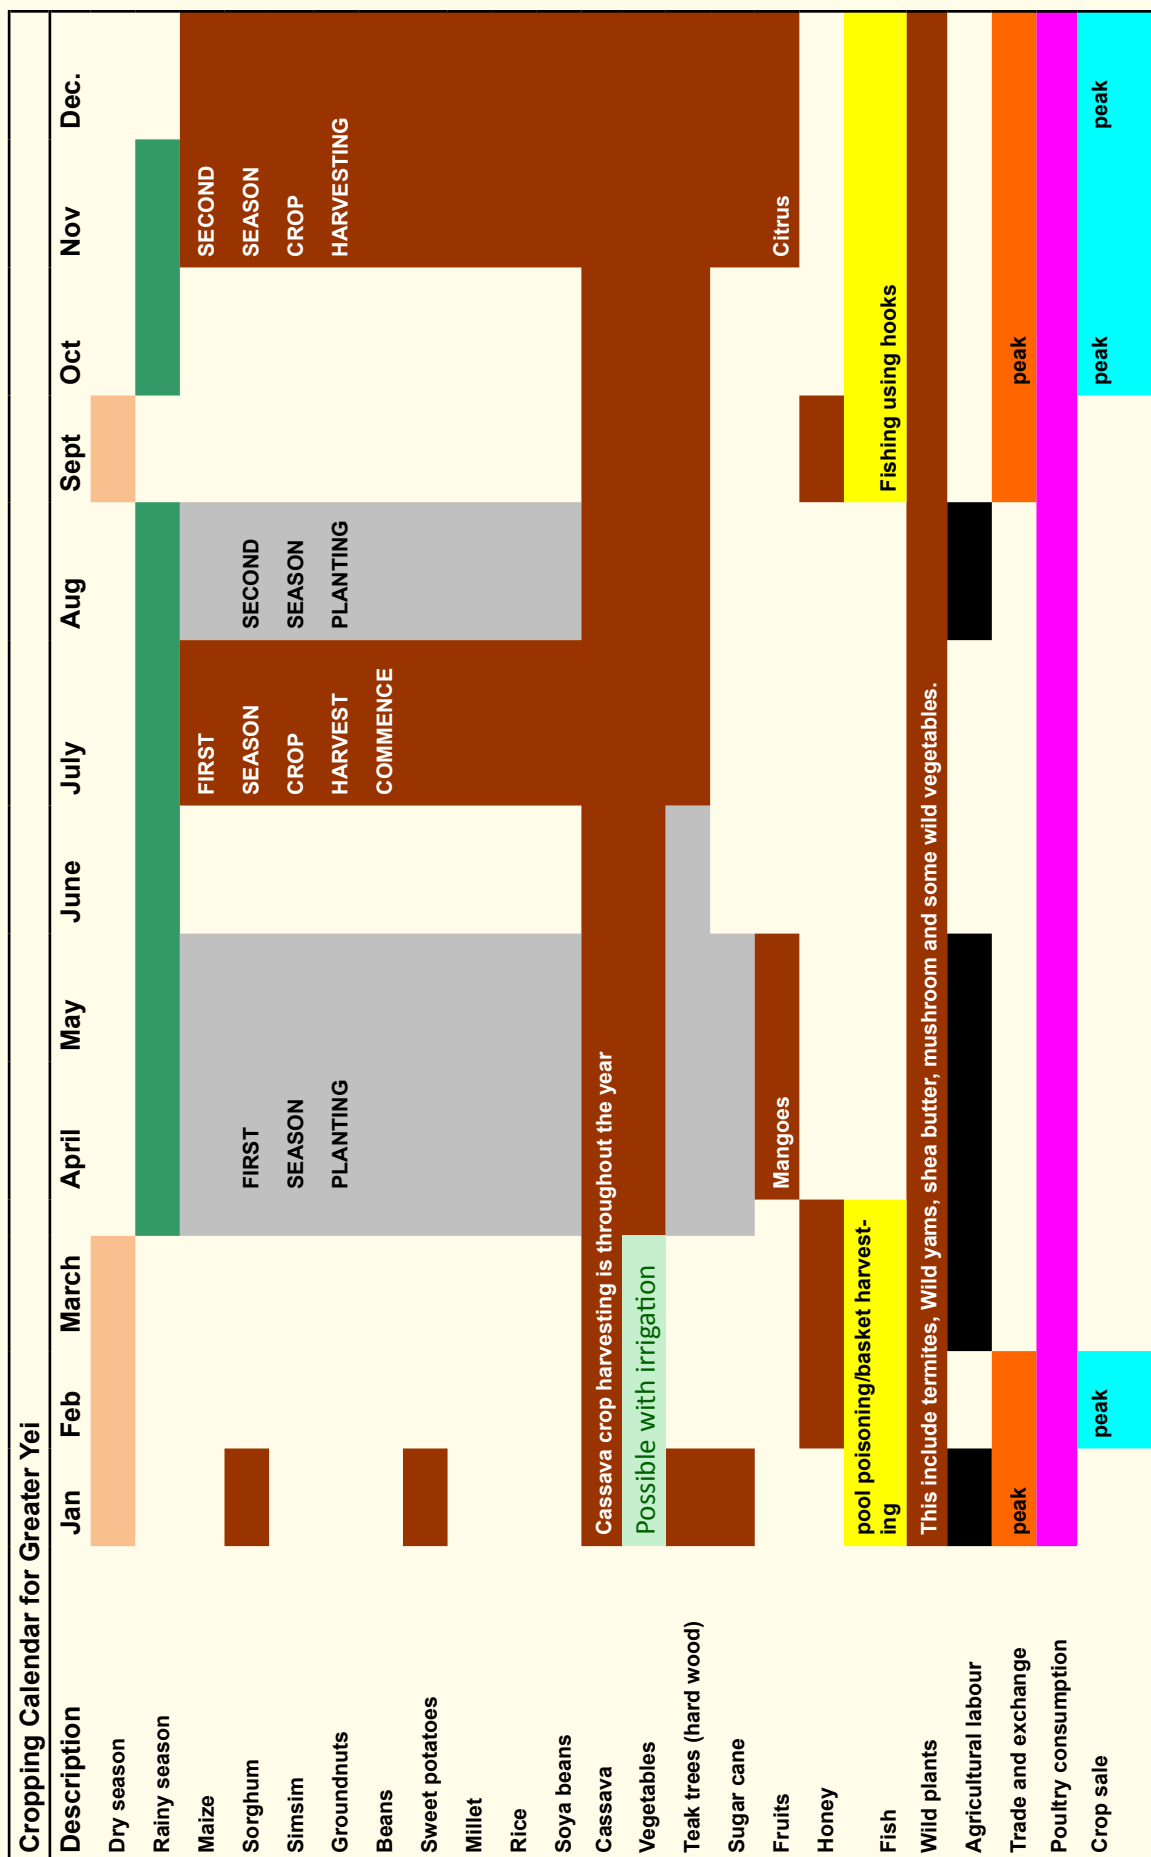 Cropping Calendar for Greater Yei
Description Jan Feb March April May June July Aug Sept Oct Nov Dec.
Dry season
Rainy season
Maize FIRST SECOND
Sorghum FIRST SEASON SECOND SEASON
Simsim SEASON CROP SEASON CROP
Groundnuts PLANTING HARVEST PLANTING HARVESTING
Beans COMMENCE
Sweet potatoes
Millet
Rice
Soya beans
Cassava Cassava crop harvesting is throughout the year
Vegetables Possible with irrigation
Teak trees (hard wood)
Sugar cane
Fruits Mangoes Citrus
Honey
pool poisoning/basket harvest-
Fish ing Fishing using hooks
Wild plants This include termites, Wild yams, shea butter, mushroom and some wild vegetables.
Agricultural labour
Trade and exchange peak peak
Poultry consumption
Crop sale peak peak peak